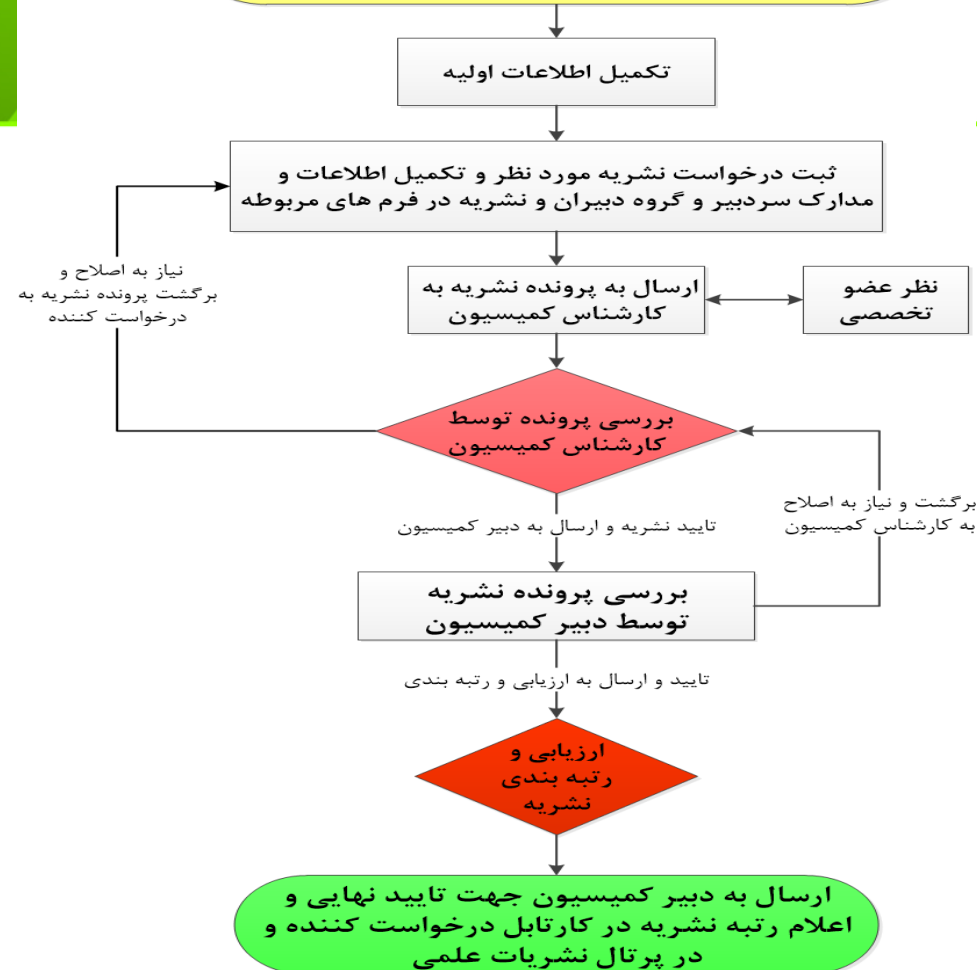 تکمیل اطلاعات اولیه
ثبت درخواست نشریه مورد نظر و تکمیل اطلاعات و
مدارک سردبیر و گروه دبیران و نشریه در فرم های مربوطه
نیاز به اصلاح و
برگشت پرونده نشریه به
درخواست کننده
ارسال به پرونده نشریه به
کارشناس کمیسیون
نظر عضو
تخصصی
بررسی پرونده توسط
کارشناس کمیسیون
برگشت و نیاز به اصلاح
به کارشناس کمیسیون
تایید نشریه و ارسال به دبیر کمیسیون
بررسی پرونده نشریه
توسط دبیر کمیسیون
تایید و ارسال به ارزیابی و رتبه بندی
ارزیابی و
رتبه بندی
نشریه
ارسال به دبیر کمیسیون جهت تایید نهایی و
اعلام رتبه نشریه در کارتابل درخواست کننده و
در پرتال نشریات علمی